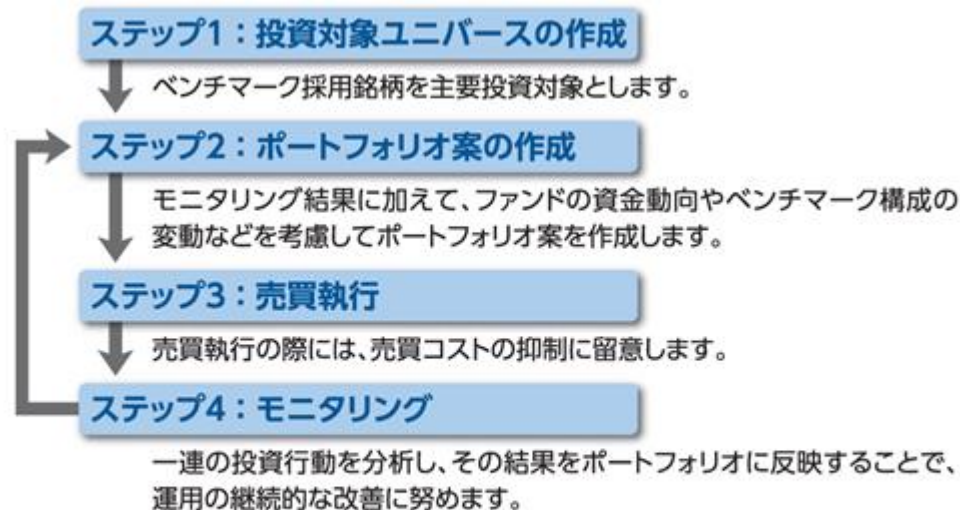 ステップ1：投資対象ユニバースの作成
ベンチマーク採用銘柄を主要投資対象とします。
ステップ2：ポートフォリオ案の作成
モニタリング結果に加えて、ファンドの資金動向やベンチマーク構成の
変動などを考慮してポートフォリオ案を作成します。
ステップ3：売買執行
売買執行の際には、売買コストの抑制に留意します。
ステップ4：モニタリング
一連の投資行動を分析し、その結果をポートフォリオに反映することで、
運用の継続的な改善に努めます。